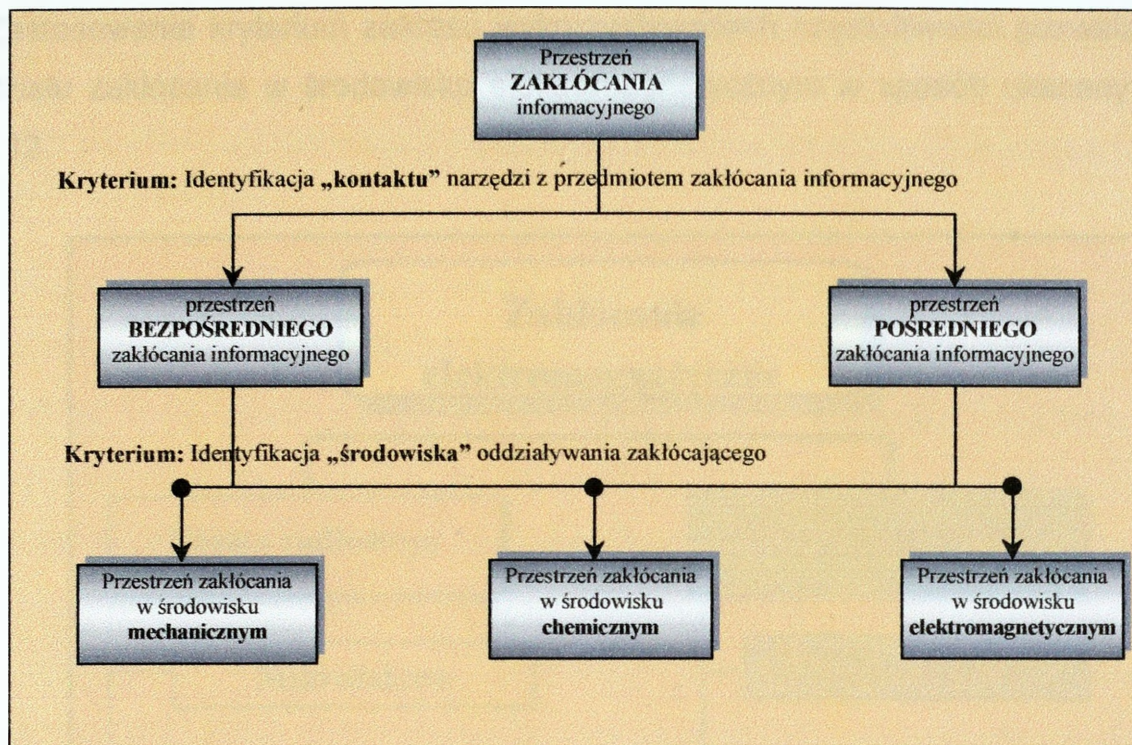 Przestrzeń
ZAKŁÓCANIA
informacyjnego
Kryterium: Identyfikacja „kontaktu” narzędzi z przedmiotem zakłócania informacyjnego
przestrzeń
BEZPOŚREDNIEGO
zakłócania informacyjnego
przestrzeń
POŚREDNIEGO
zakłócania informacyjnego
Kryterium: Identyfikacja „środowiska” oddziaływania zakłócającego
Przestrzeń zakłócania
w środowisku
mechanicznym
Przestrzeń zakłócania
w środowisku
chemicznym
Przestrzeń zakłócania
w środowisku
elektromagnetycznym